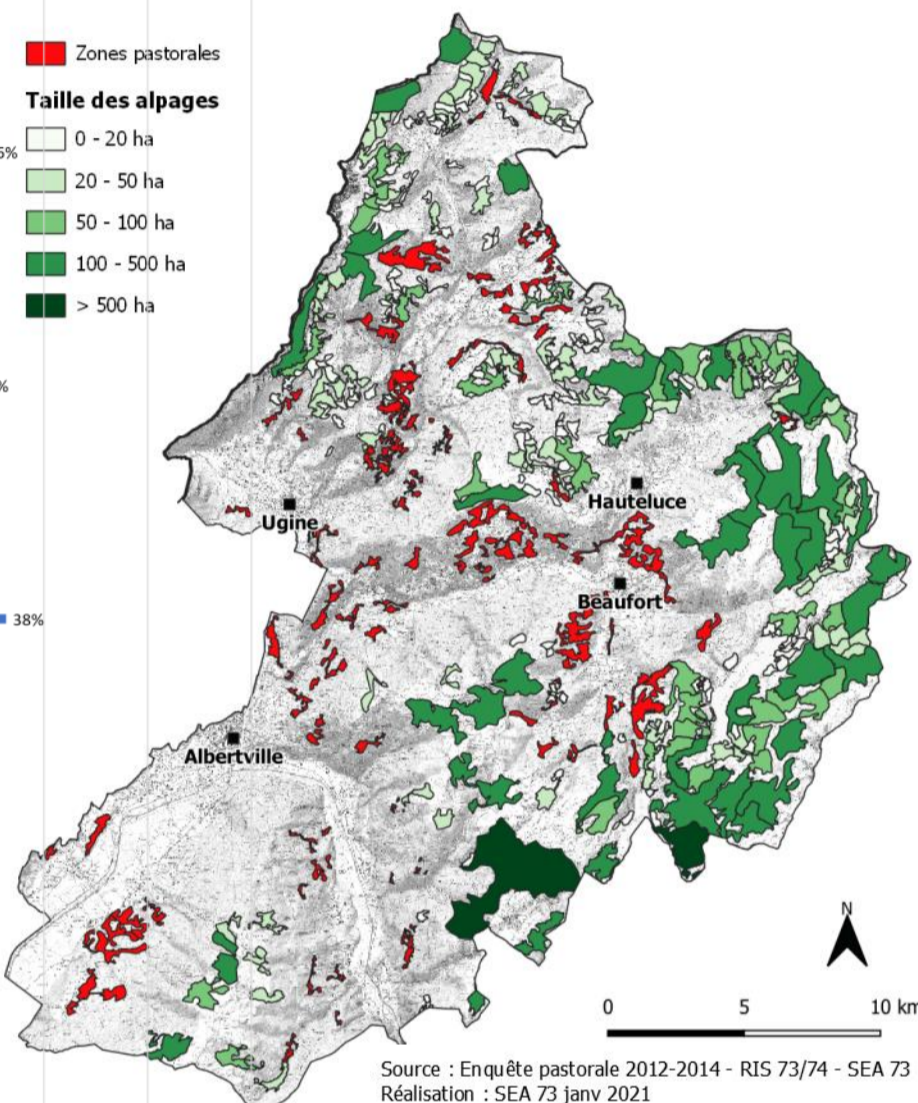 Zones pastorales
Taille des alpages
0 - 20 ha
20 - 50 ha
50 - 100 ha
100 - 500 ha
> 500 ha
%
38%
Hauteluce
Ugine
Beaufort
Albertville
N
0 5 10 km
Source : Enquête pastorale 2012-2014 - RIS 73/74 - SEA 73
Réalisation : SEA 73 janv 2021